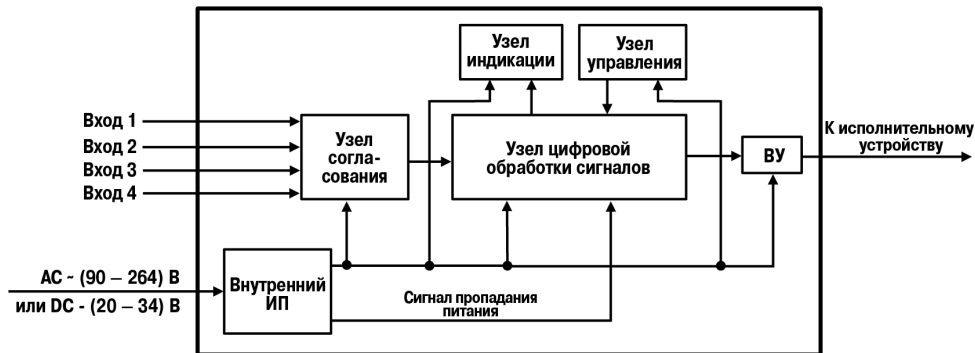 Узел
индикации
Узел
управления
Вход 1
Вход 2
Вход 3
Вход 4
Узел
согла-
сования
Узел цифровой
обработки сигналов
ВУ
К исполнительному
устройству
АС ~ (90 – 264) В
или DC - (20 – 34) В
Внутренний
ИП
Сигнал пропадания
питания